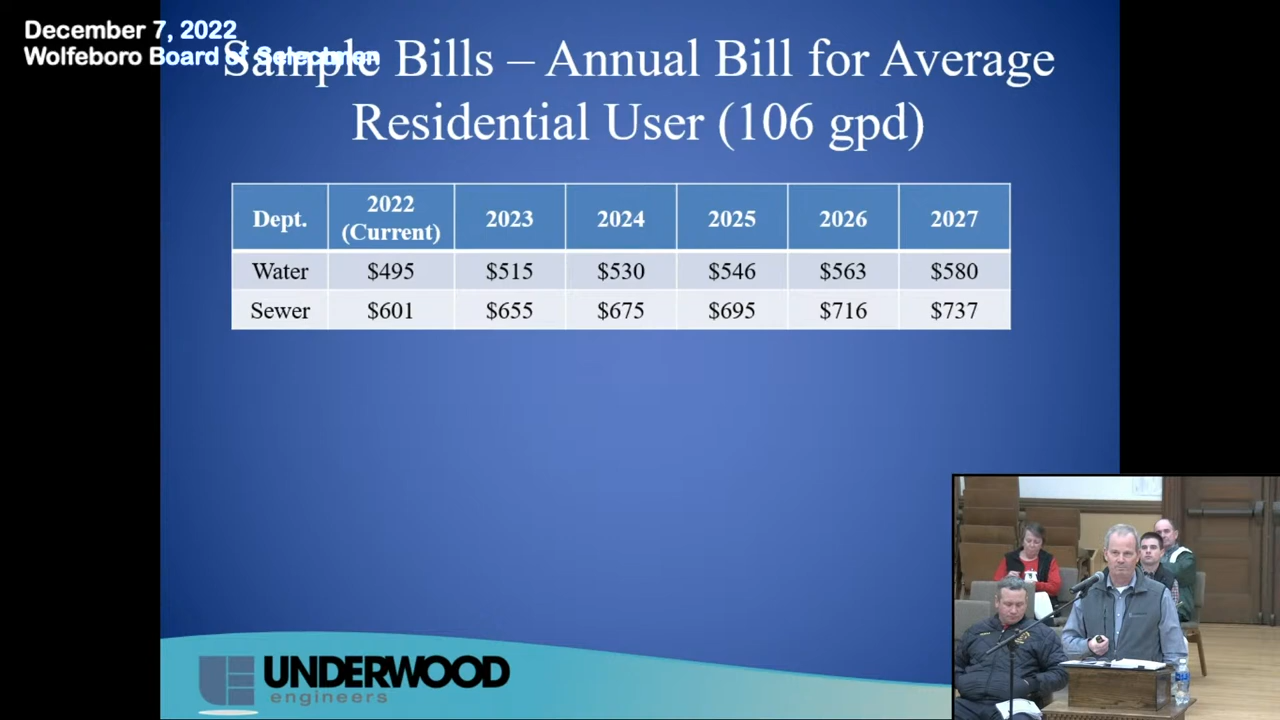 December 7, 2022
Wolfeboro Board of Selectmen
Sample Bills – Annual Bill for Average
Residential User (106 gpd)
Dept. 2022 (Current) 2023 2024 2025 2026 2027
Water $495 $515 $530 $546 $563 $580
Sewer $601 $655 $675 $695 $716 $737
UNDERWOOD
engineers